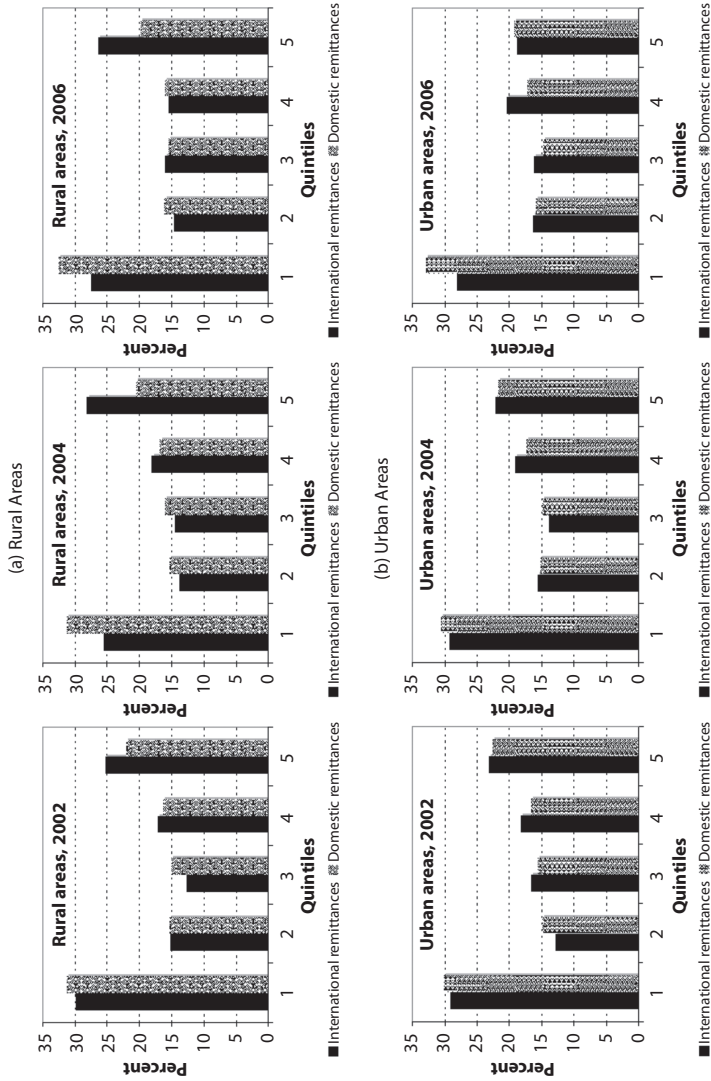 (a) Rural Areas
Rural areas, 2002
35
30
25
20
15
10
5
0
Percent
1 2 3 4 5
Quintiles
International remittances Domestic remittances
Rural areas, 2004
35
30
25
20
15
10
5
0
Percent
1 2 3 4 5
Quintiles
International remittances Domestic remittances
Rural areas, 2006
35
30
25
20
15
10
5
0
Percent
1 2 3 4 5
Quintiles
International remittances Domestic remittances
(b) Urban Areas
Urban areas, 2002
35
30
25
20
15
10
5
0
Percent
1 2 3 4 5
Quintiles
International remittances Domestic remittances
Urban areas, 2004
35
30
25
20
15
10
5
0
Percent
1 2 3 4 5
Quintiles
International remittances Domestic remittances
Urban areas, 2006
35
30
25
20
15
10
5
0
Percent
1 2 3 4 5
Quintiles
International remittances Domestic remittances